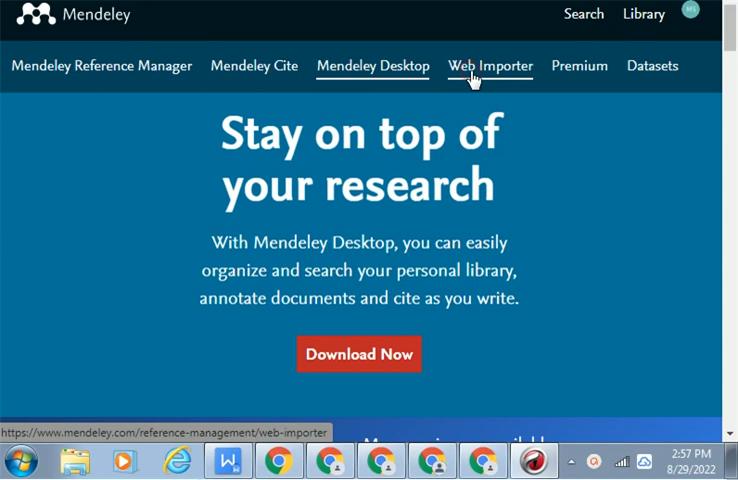 Mendeley
Search Library MS
Mendeley Reference Manager Mendeley Cite Mendeley Desktop Web Importer Premium Datasets
Stay on top of
your research
With Mendeley Desktop, you can easily
organize and search your personal library,
annotate documents and cite as you write.
Download Now
https://www.mendeley.com/reference-management/web-importer
2:57 PM
8/29/2022